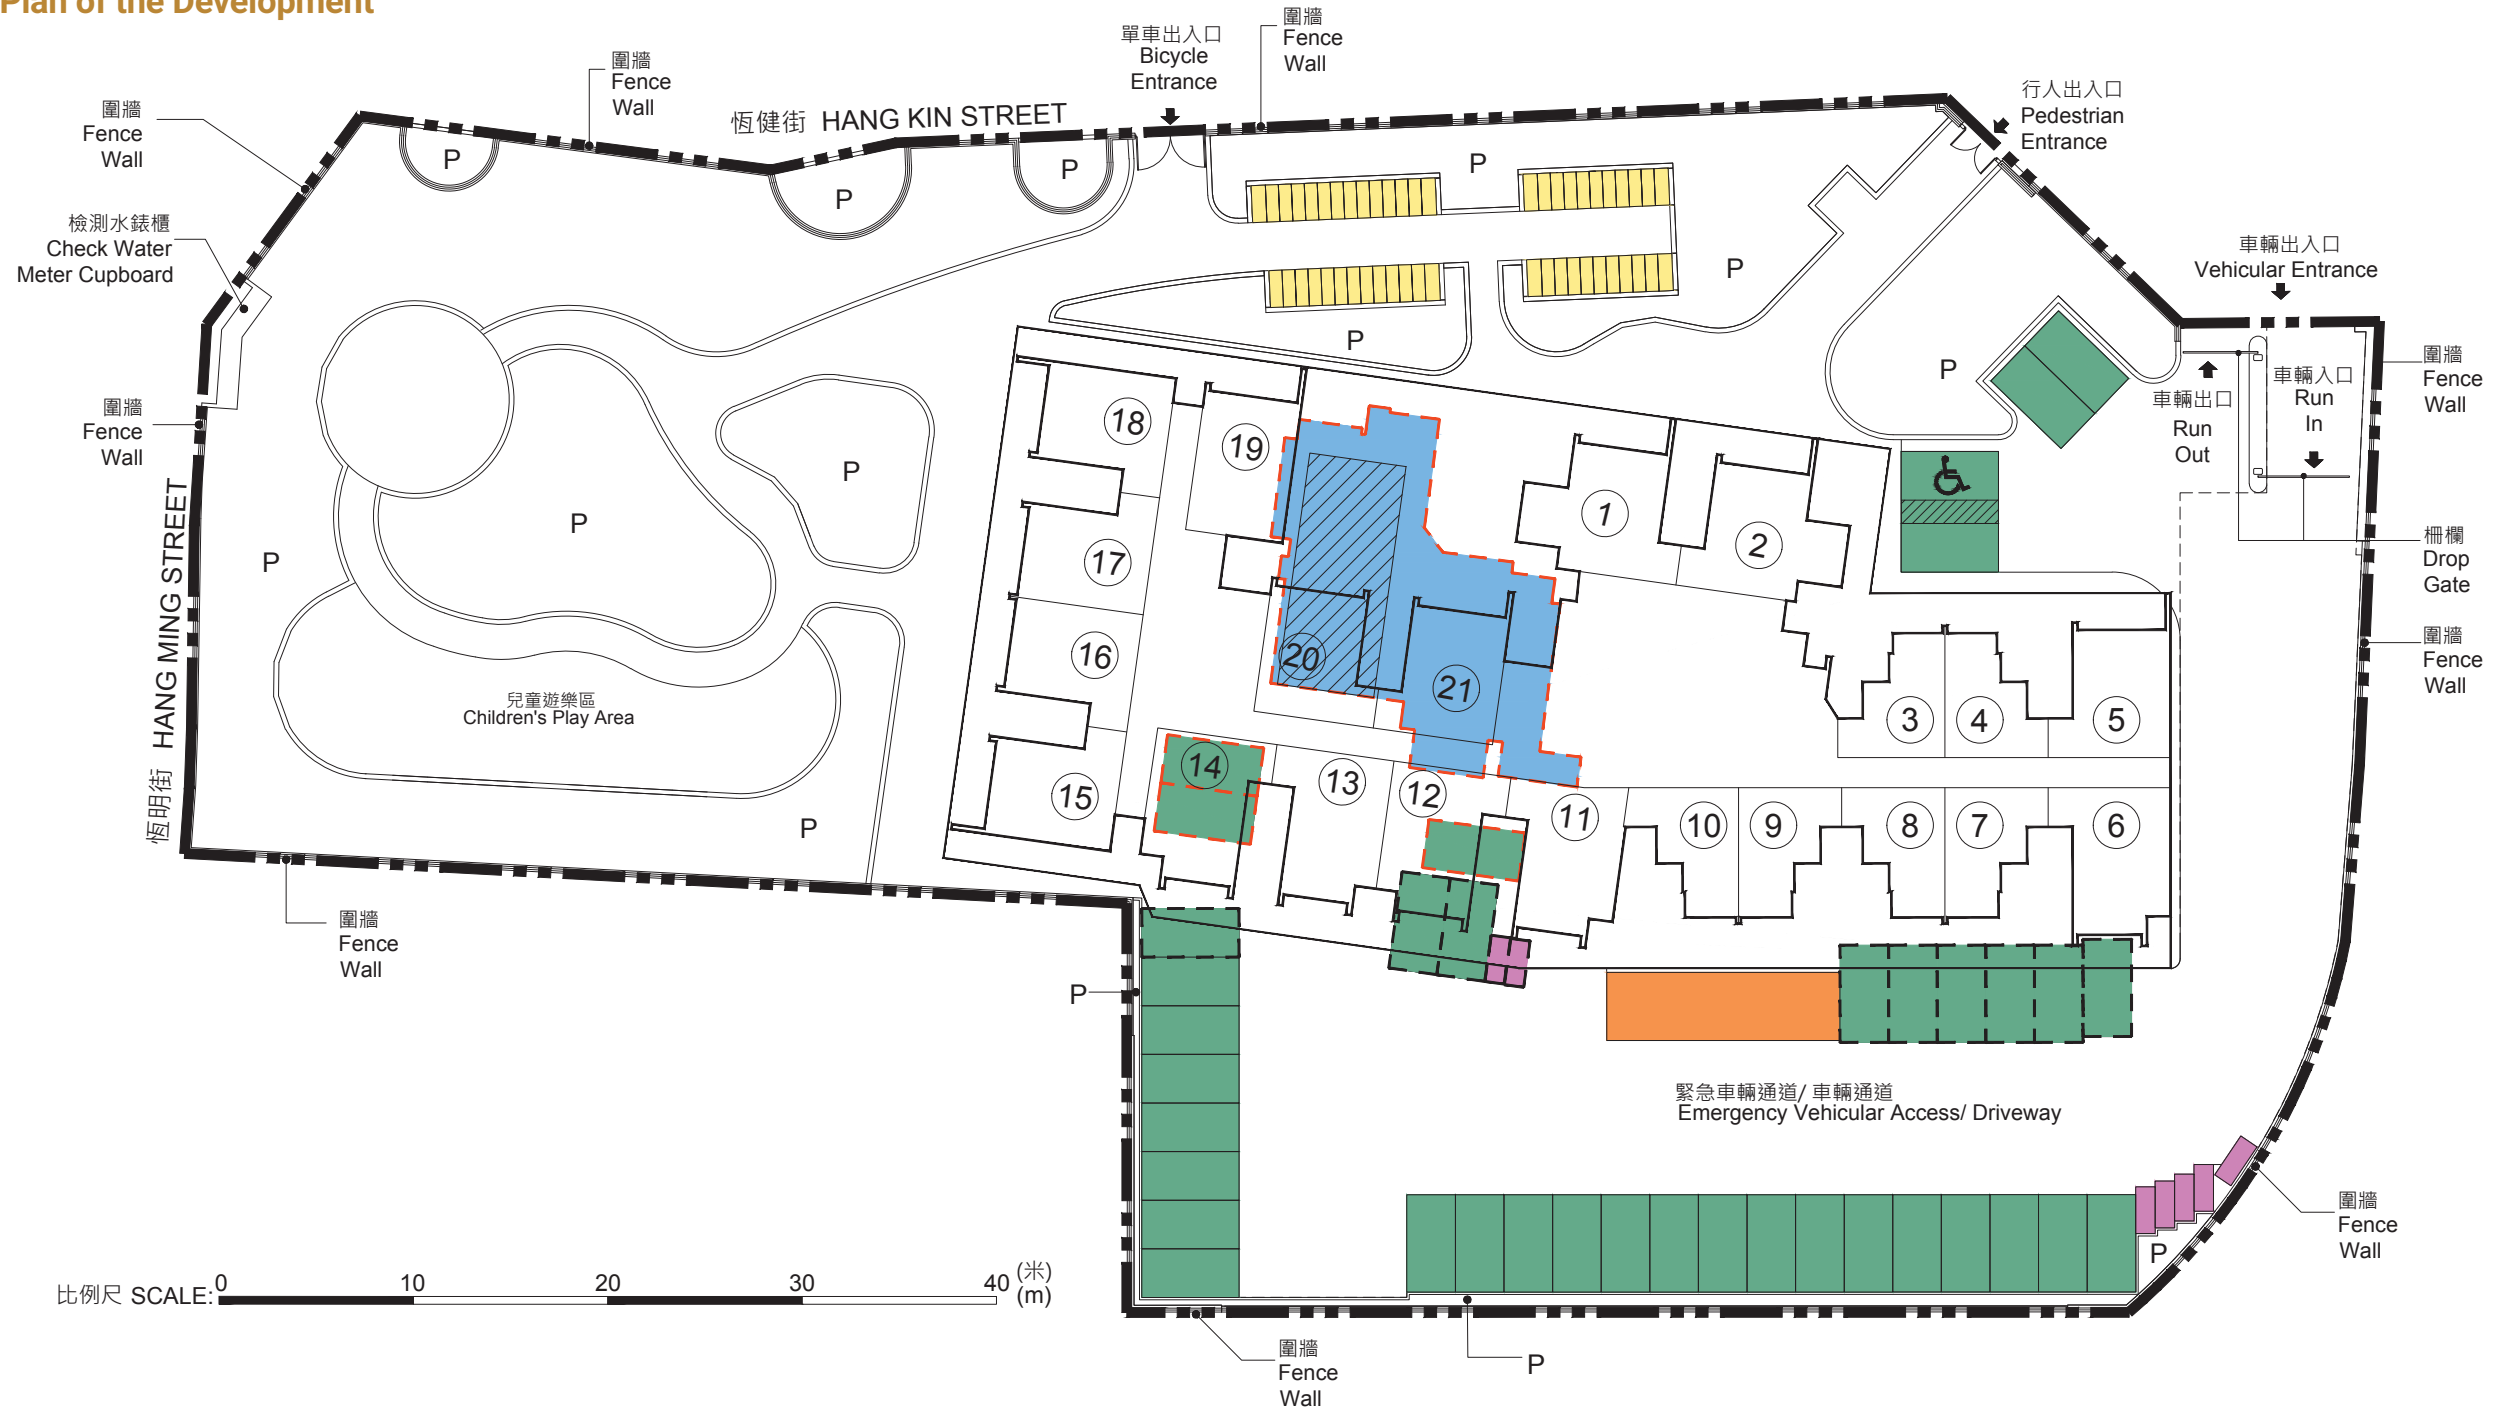 Plan of the Development
圍牆
Fence
Wall
單車出入口
Bicycle
Entrance
圍牆
Fence
Wall
行人出入口
Pedestrian
Entrance
圍牆
Fence
Wall
恆健街 HANG KIN STREET
P
P
P
P
檢測水錶櫃
Check Water
Meter Cupboard
車輛出入口
Vehicular Entrance
P
P
P
圍牆
Fence
Wall
車輛入口
Run
In
車輛出口
Run
Out
圍牆
Fence
Wall
18
19
P
P
P
1
2
柵欄
Drop
Gate
17
16
20
21
圍牆
Fence
Wall
恆明街 HANG MING STREET
兒童遊樂區
Children's Play Area
3
4
5
15
14
13
12
11
10
9
8
7
6
P
圍牆
Fence
Wall
P
緊急車輛通道/ 車輛通道
Emergency Vehicular Access/ Driveway
圍牆
Fence
Wall
P
比例尺 SCALE:
0
10
20
30
40
(米)
(m)
圍牆
Fence
Wall
P